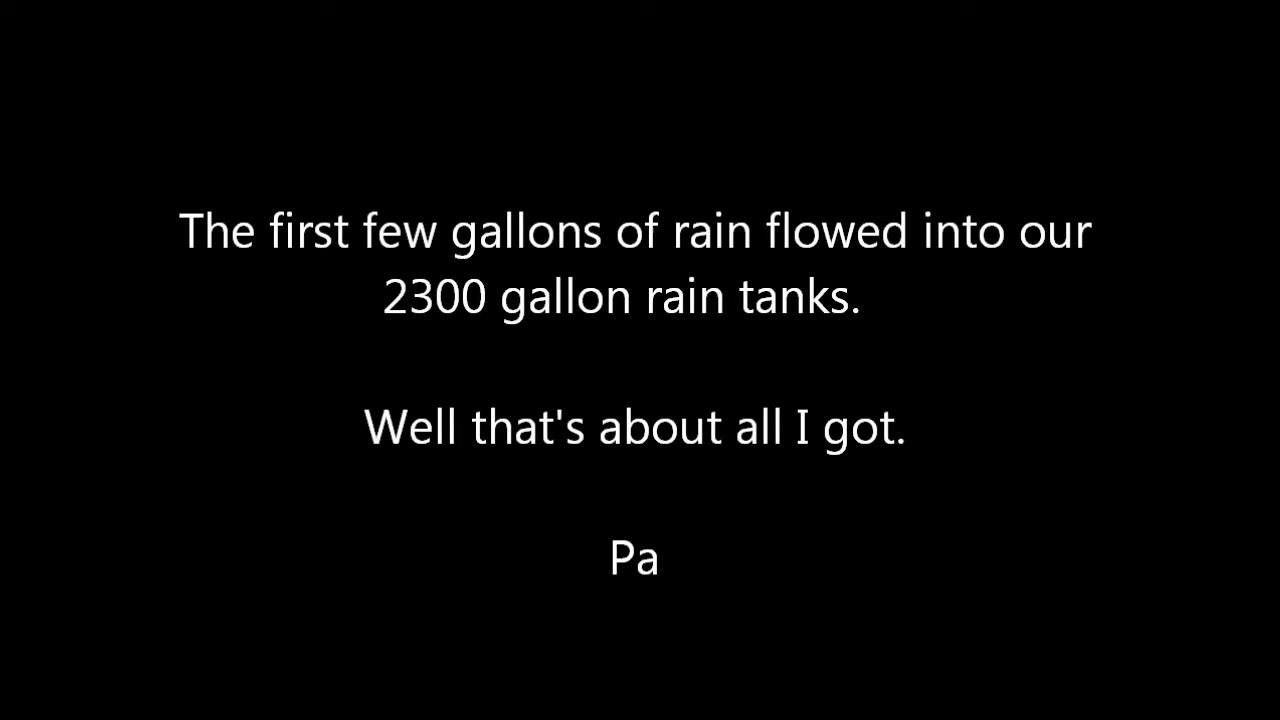 The first few gallons of rain flowed into our
2300 gallon rain tanks.
Well that's about all I got.
Pa